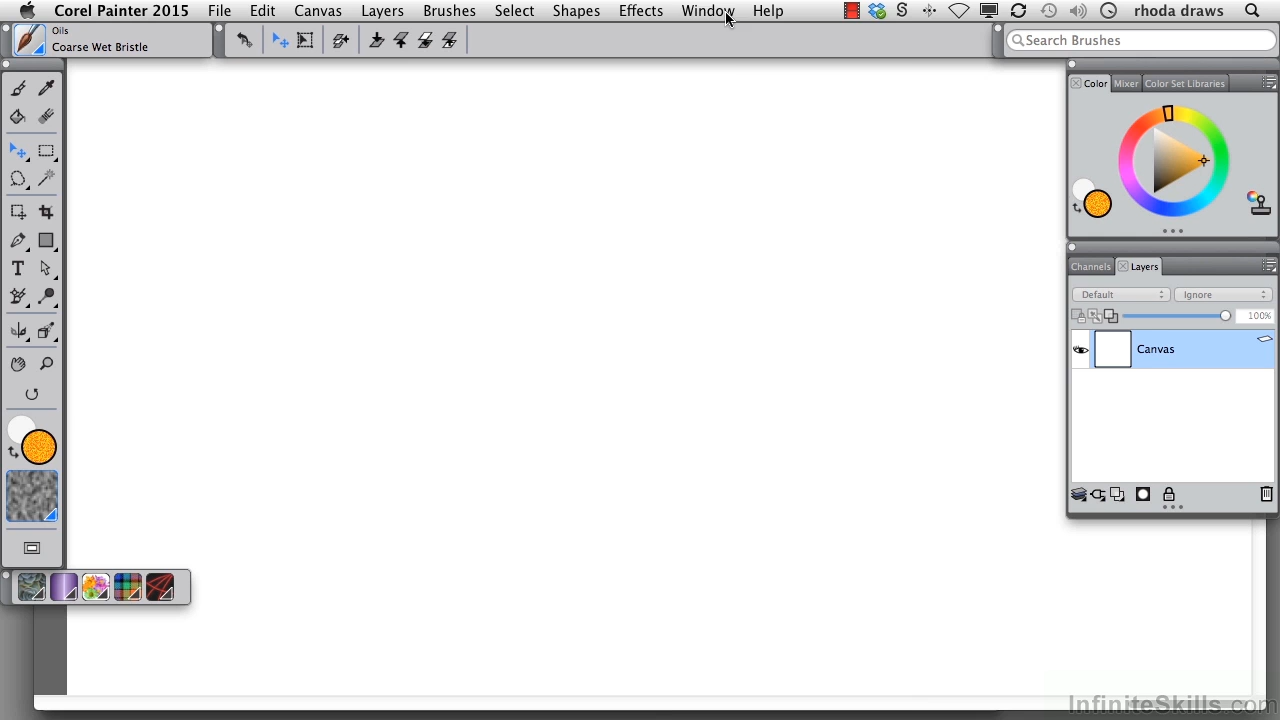 Corel Painter 2015 File Edit Canvas Layers Brushes Select Shapes Effects Window Help rhoda draws
Oils
Coarse Wet Bristle
Search Brushes
Color Mixer Color Set Libraries
Channels Layers
Default Ignore
100%
Canvas
InfiniteSkills.com